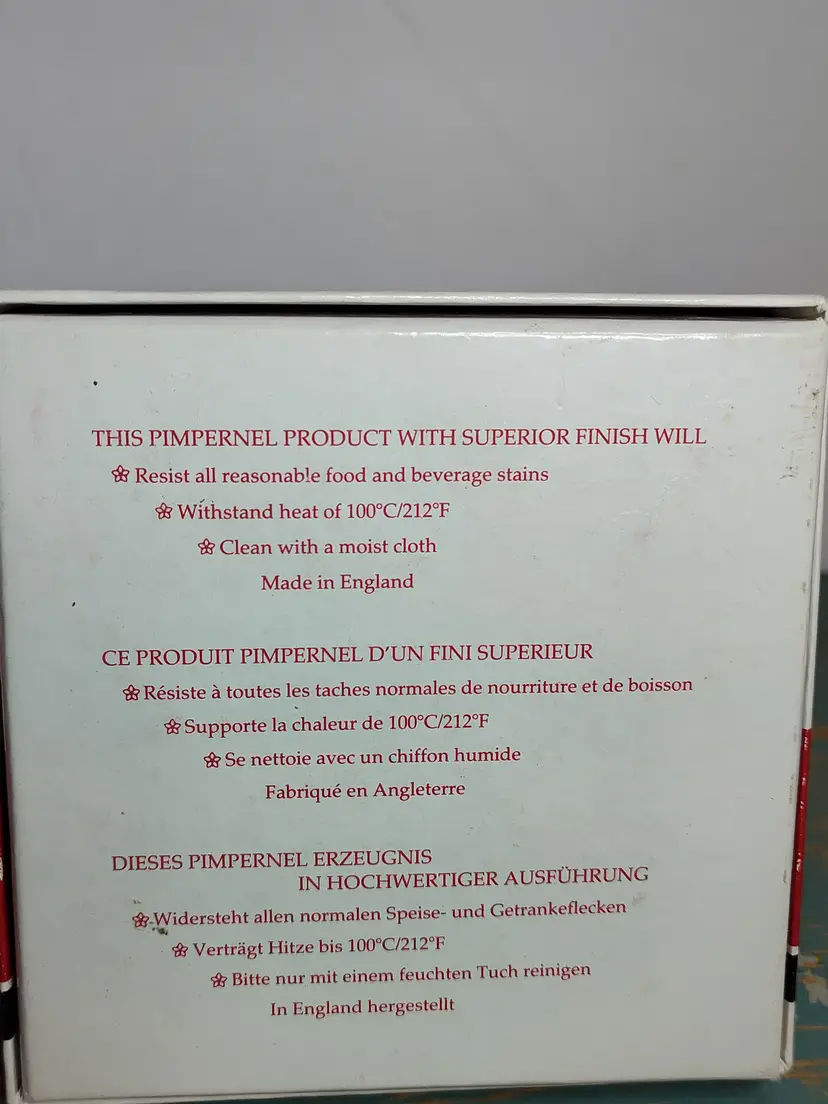 THIS PIMPERNEL PRODUCT WITH SUPERIOR FINISH WILL
Resist all reasonable food and beverage stains
Withstand heat of 100°C/212°F
Clean with a moist cloth
Made in England
CE PRODUIT PIMPERNEL D'UN FINI SUPERIEUR
Résiste à toutes les taches normales de nourriture et de boisson
Supporte la chaleur de 100°C/212°F
Se nettoie avec un chiffon humide
Fabriqué en Angleterre
DIESES PIMPERNEL ERZEUGNIS
IN HOCHWERTIGER AUSFÜHRUNG
Widersteht allen normalen Speise- und Getrankeflecken
Verträgt Hitze bis 100°C/212°F
Bitte nur mit einem feuchten Tuch reinigen
In England hergestellt